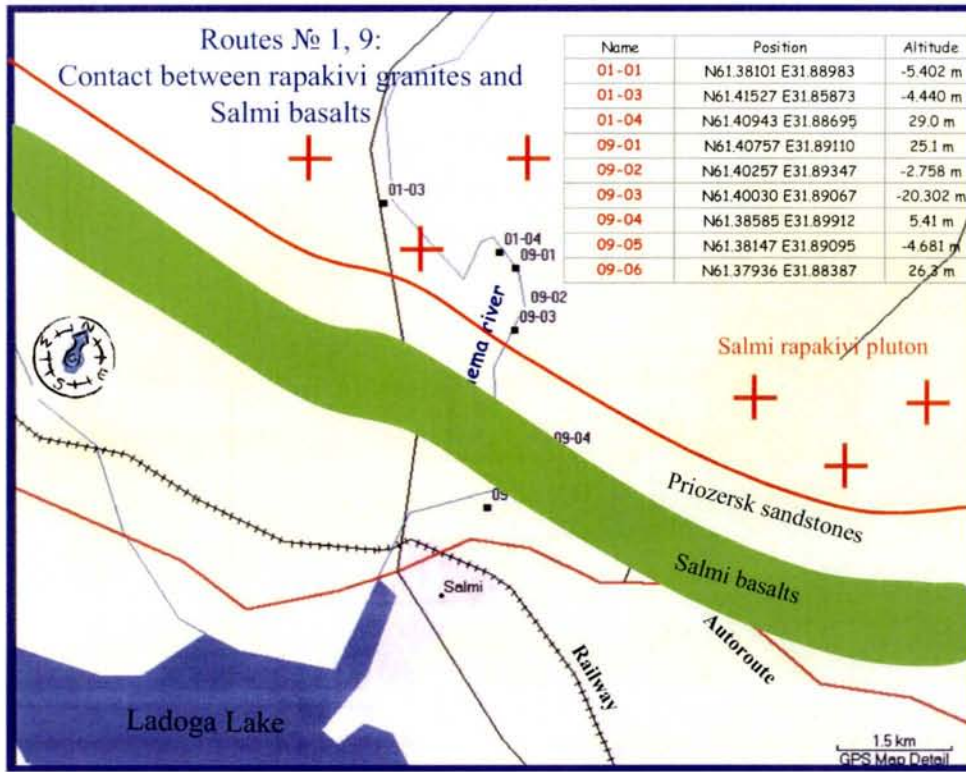 Routes № 1, 9:
Contact between rapakivi granites and
Salmi basalts
Name Position Altitude
01-01 N61.38101 E31.88983 -5.402 m
01-03 N61.41527 E31.85873 -4.440 m
01-04 N61.40943 E31.88695 29.0 m
09-01 N61.40757 E31.89110 25.1 m
09-02 N61.40257 E31.89347 -2.758 m
09-03 N61.40030 E31.89067 -20.302 m
09-04 N61.38585 E31.89912 5.41 m
09-05 N61.38147 E31.89095 -4.681 m
09-06 N61.37936 E31.88387 26.3 m
01-03
01-04
09-01
09-02
09-03
nema river
Salmi rapakivi pluton
N
E
S
09-04
Priozersk sandstones
09
Salmi basalts
Salmi
Autoroute
Railway
Ladoga Lake
1.5 km
GPS Map Detail